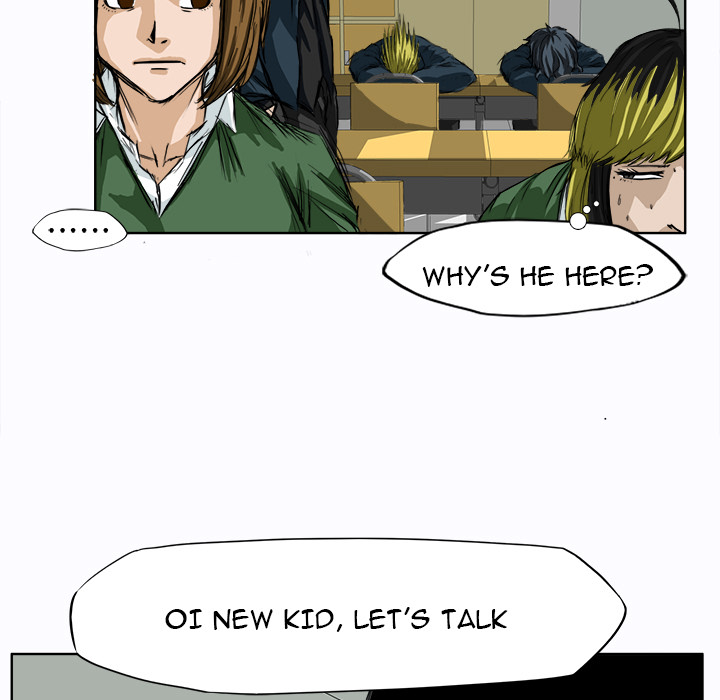 ......
WHY'S HE HERE?
OI NEW KID, LET'S TALK